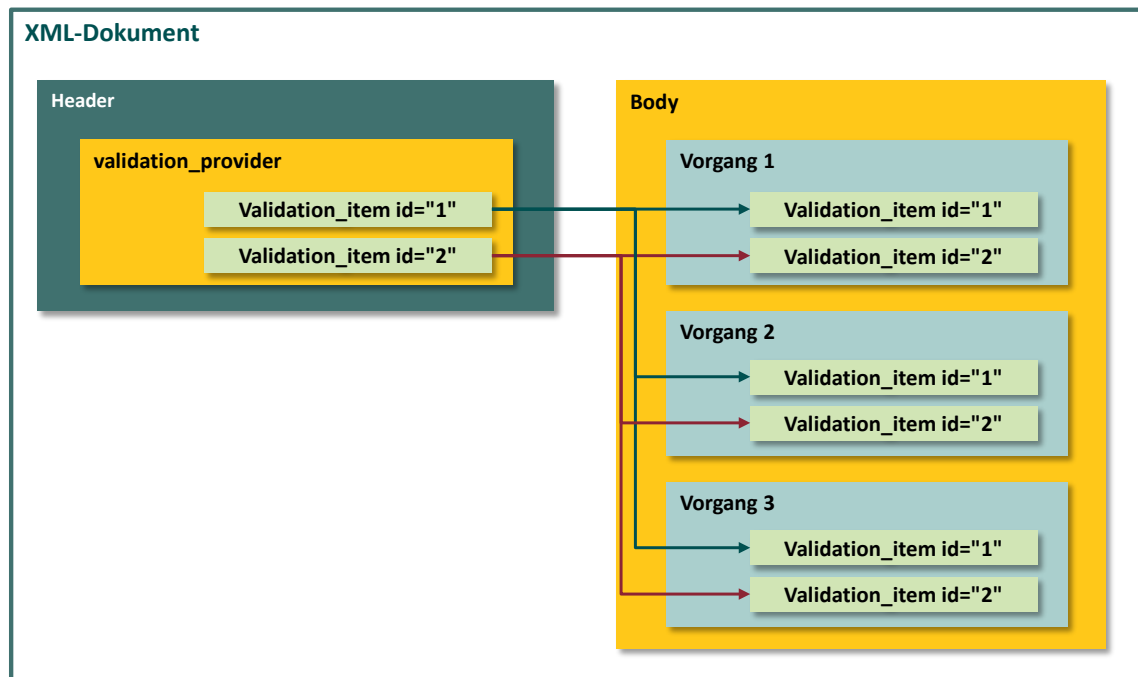 XML-Dokument
Header
validation_provider
Validation_item id="1"
Validation_item id="2"
Body
Vorgang 1
Validation_item id="1"
Validation_item id="2"
Vorgang 2
Validation_item id="1"
Validation_item id="2"
Vorgang 3
Validation_item id="1"
Validation_item id="2"